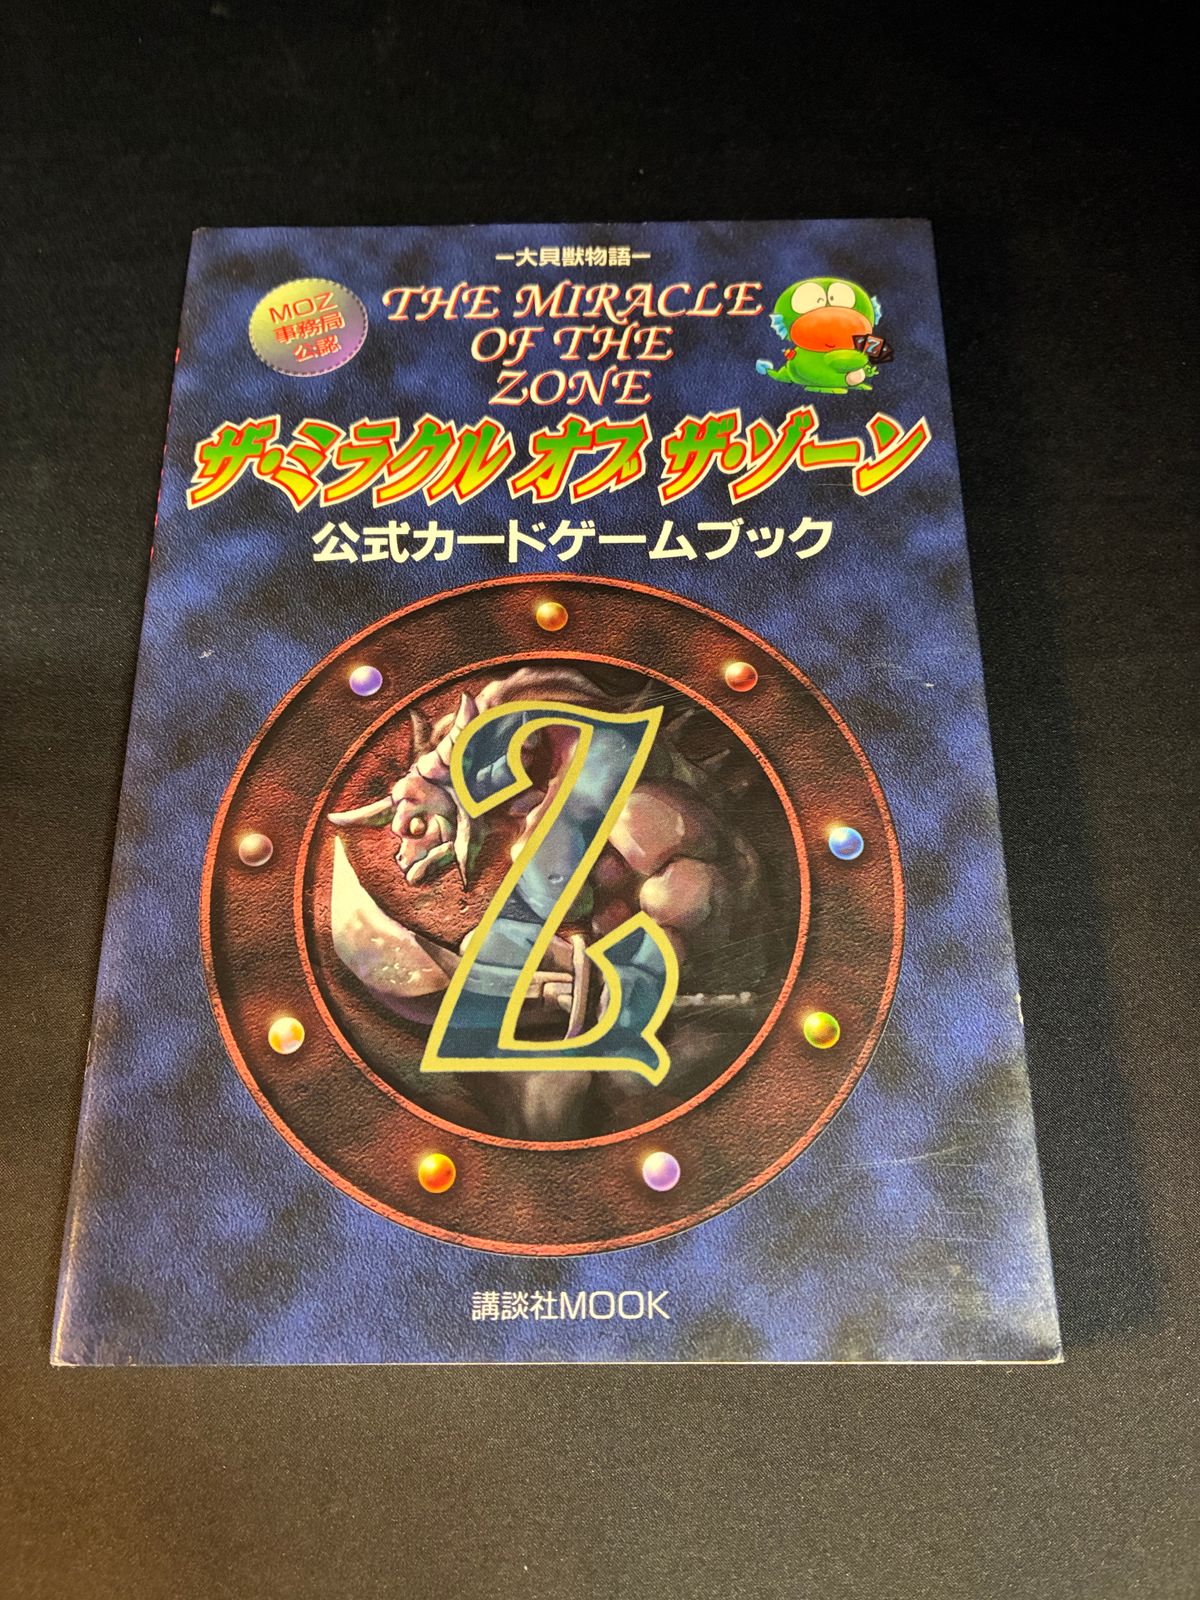 －大貝獣物語－
MOZ
事務局
公認
THE MIRACLE
OF THE
ZONE
Z
ザ・ミラクル オブ ザ・ゾーン
公式カードゲームブック
Z
講談社MOOK